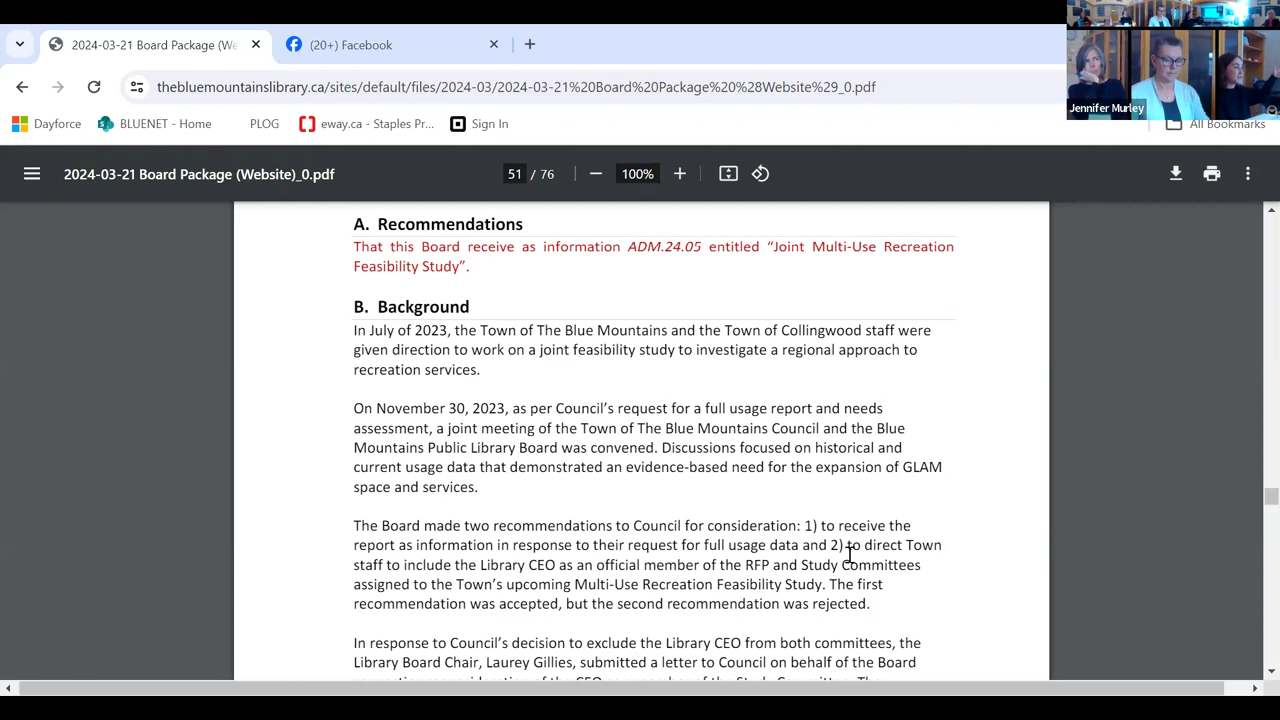 2024-03-21 Board Package (We
(20+) Facebook
thebluemountainslibrary.ca/sites/default/files/2024-03/2024-03-21%20Board%20Package%20%28Website%29_0.pdf
Jennifer Murley
Dayforce
BLUENET - Home
PLOG
eway.ca - Staples Pr...
Sign In
All Bookmarks
2024-03-21 Board Package (Website)_0.pdf
51 / 76
100%
A. Recommendations
That this Board receive as information ADM.24.05 entitled “Joint Multi-Use Recreation
Feasibility Study”.
B. Background
In July of 2023, the Town of The Blue Mountains and the Town of Collingwood staff were
given direction to work on a joint feasibility study to investigate a regional approach to
recreation services.
On November 30, 2023, as per Council’s request for a full usage report and needs
assessment, a joint meeting of the Town of The Blue Mountains Council and the Blue
Mountains Public Library Board was convened. Discussions focused on historical and
current usage data that demonstrated an evidence-based need for the expansion of GLAM
space and services.
The Board made two recommendations to Council for consideration: 1) to receive the
report as information in response to their request for full usage data and 2) to direct Town
staff to include the Library CEO as an official member of the RFP and Study Committees
assigned to the Town’s upcoming Multi-Use Recreation Feasibility Study. The first
recommendation was accepted, but the second recommendation was rejected.
In response to Council’s decision to exclude the Library CEO from both committees, the
Library Board Chair, Laurey Gillies, submitted a letter to Council on behalf of the Board